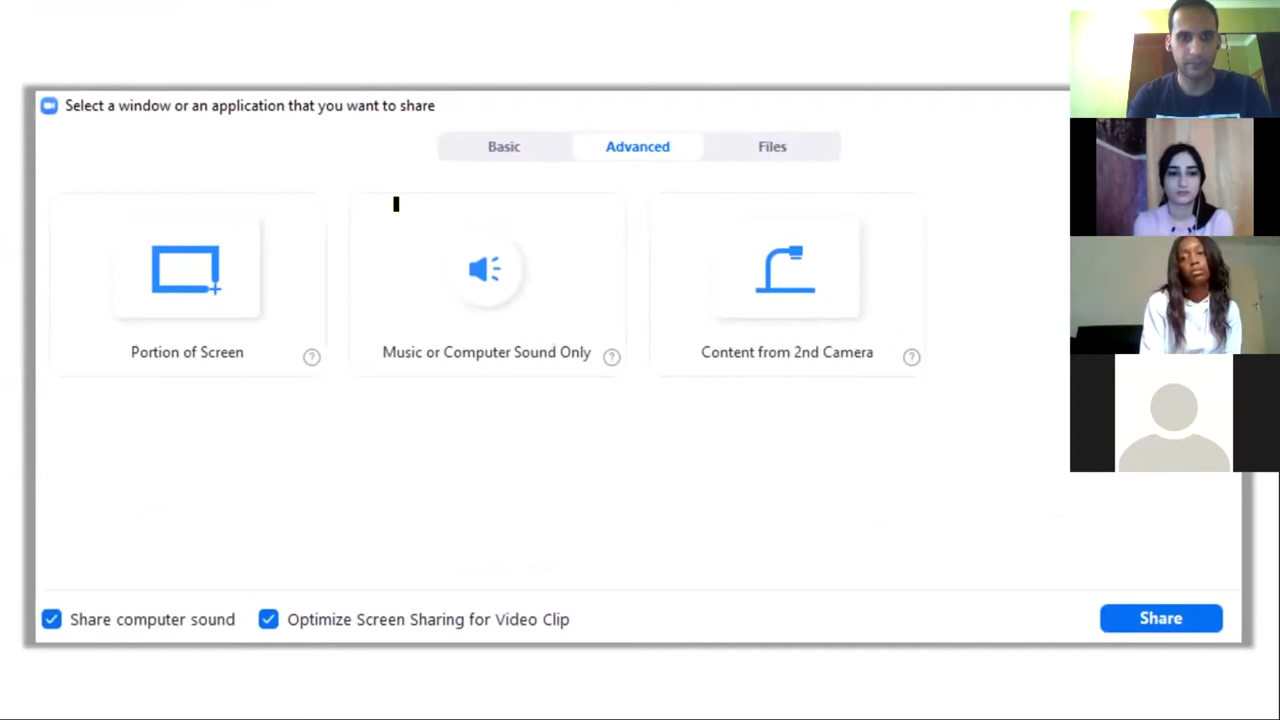 Select a window or an application that you want to share
Basic Advanced Files
Portion of Screen ? Music or Computer Sound Only ? Content from 2nd Camera ?
Share computer sound Optimize Screen Sharing for Video Clip Share